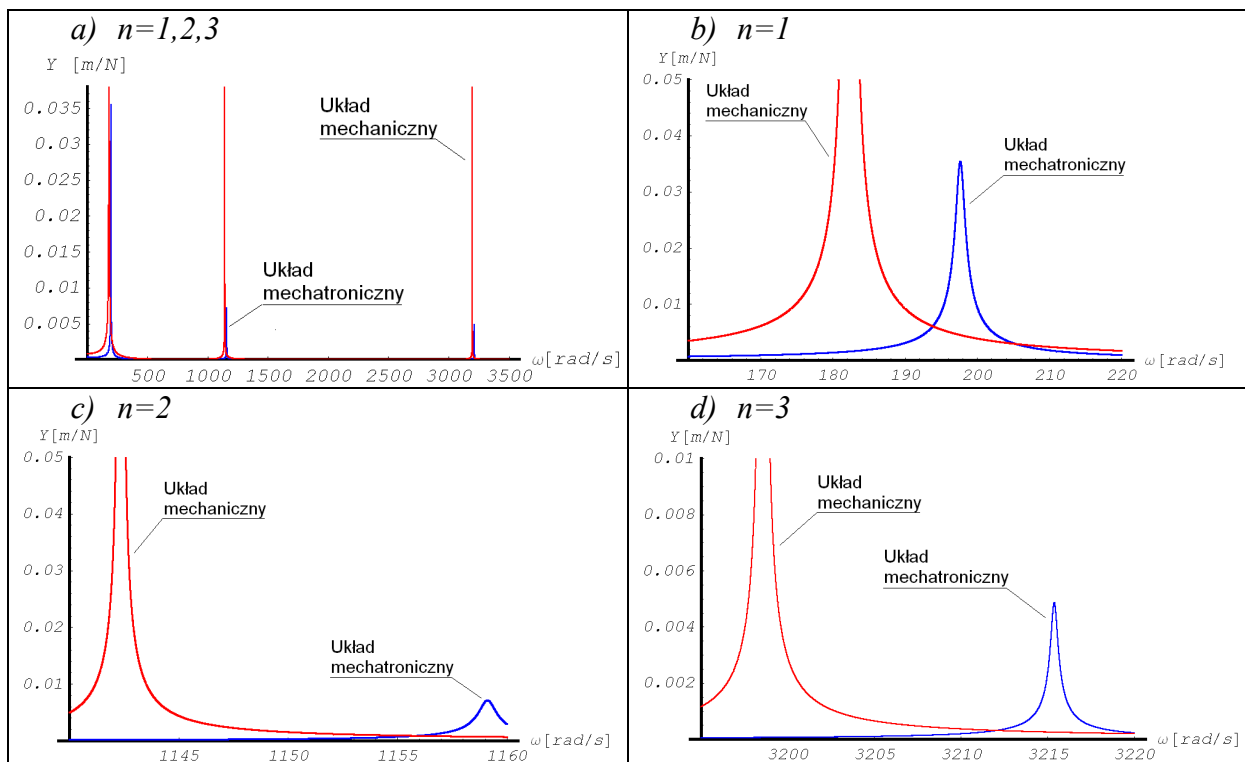 a) n=1,2,3
Y [m/N]
0.035
0.03
0.025
0.02
0.015
0.01
0.005
Układ
mechaniczny
Układ
mechatroniczny
500 1000 1500 2000 2500 3000 3500
ω[rad/s]
b) n=1
Y[m/N]
0.05
0.04
0.03
0.02
0.01
Układ
mechaniczny
Układ
mechatroniczny
170 180 190 200 210 220
ω[rad/s]
c) n=2
Y[m/N]
0.05
0.04
0.03
0.02
0.01
Układ
mechaniczny
Układ
mechatroniczny
1145 1150 1155 1160
ω[rad/s]
d) n=3
Y[m/N]
0.01
0.008
0.006
0.004
0.002
Układ
mechaniczny
Układ
mechatroniczny
3200 3205 3210 3215 3220
ω[rad/s]